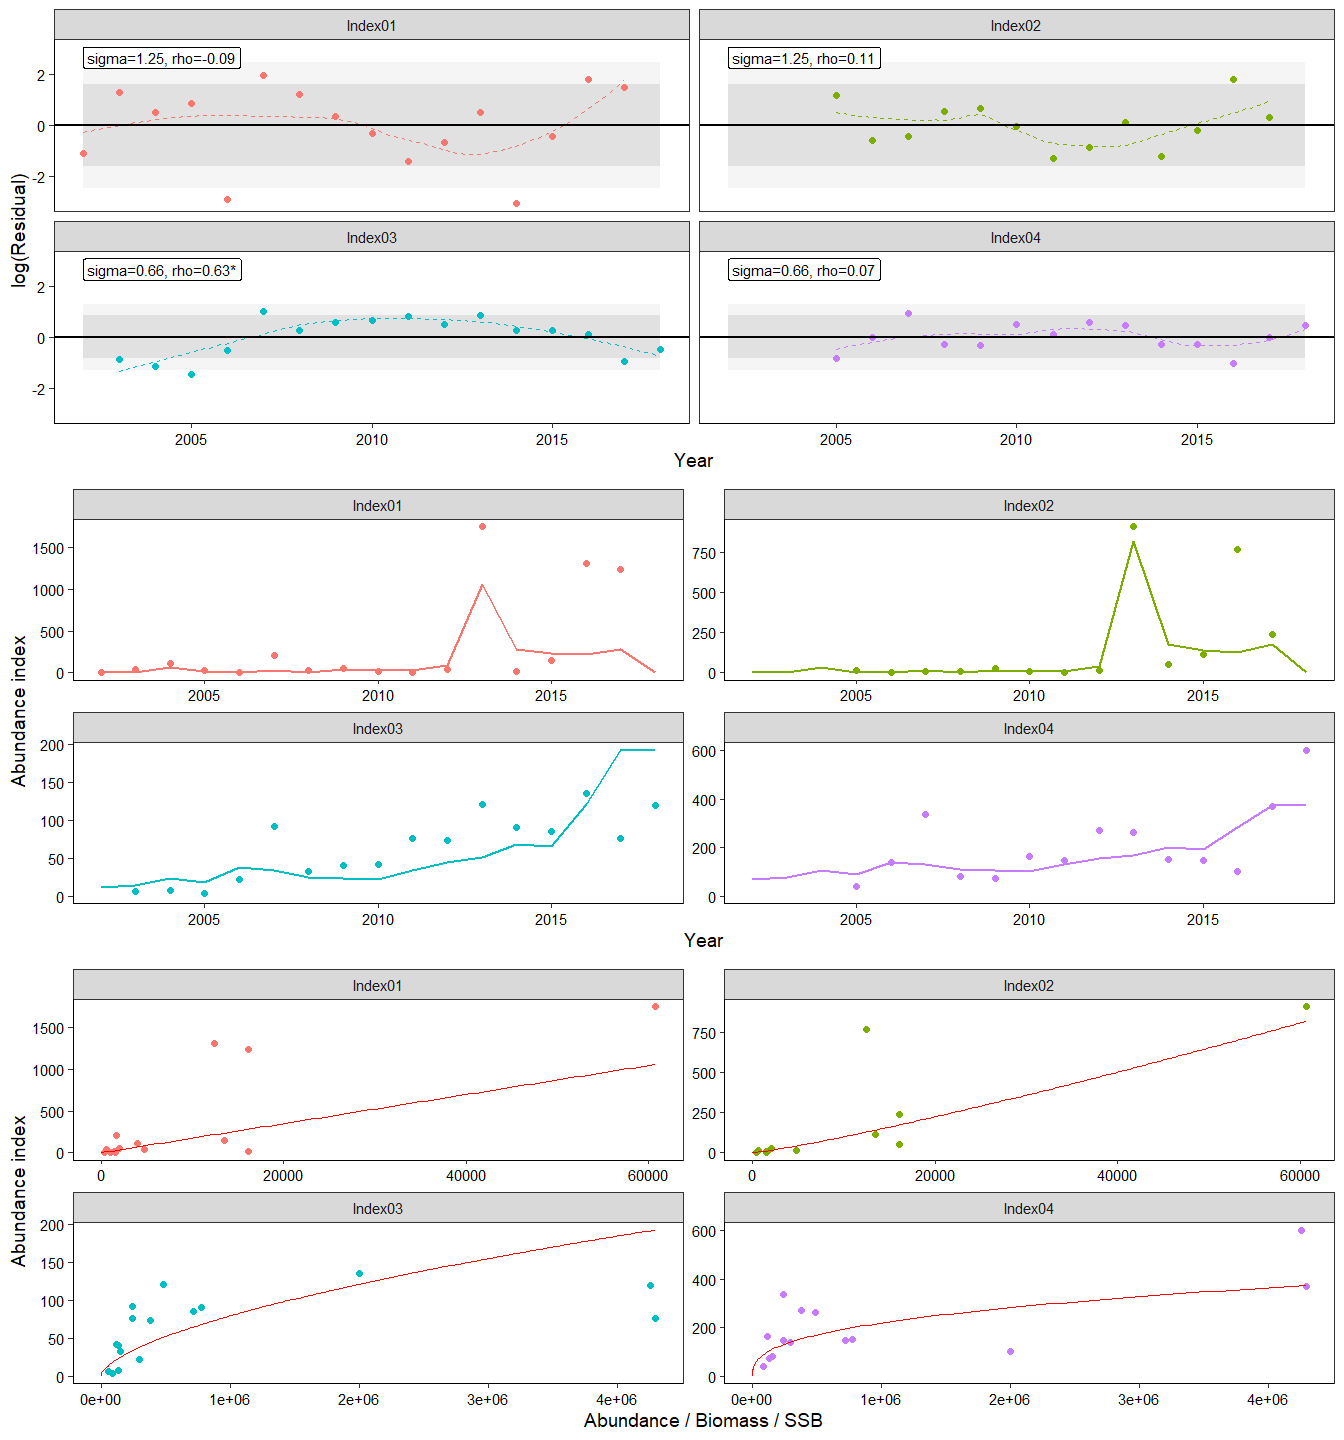 Index01
Index02
sigma=1.25, rho=-0.09
sigma=1.25, rho=0.11
2
0
-2
Index03
Index04
sigma=0.66, rho=0.63*
sigma=0.66, rho=0.07
2
0
-2
log(Residual)
2005 2010 2015
2005 2010 2015
Year
Index01
Index02
1500
1000
500
0
750
500
250
0
2005 2010 2015
2005 2010 2015
Index03
Index04
200
150
100
50
0
600
400
200
0
Abundance index
2005 2010 2015
2005 2010 2015
Year
Index01
Index02
1500
1000
500
0
750
500
250
0
0 20000 40000 60000
0 20000 40000 60000
Index03
Index04
200
150
100
50
0
600
400
200
0
Abundance index
0e+00 1e+06 2e+06 3e+06 4e+06
0e+00 1e+06 2e+06 3e+06 4e+06
Abundance / Biomass / SSB